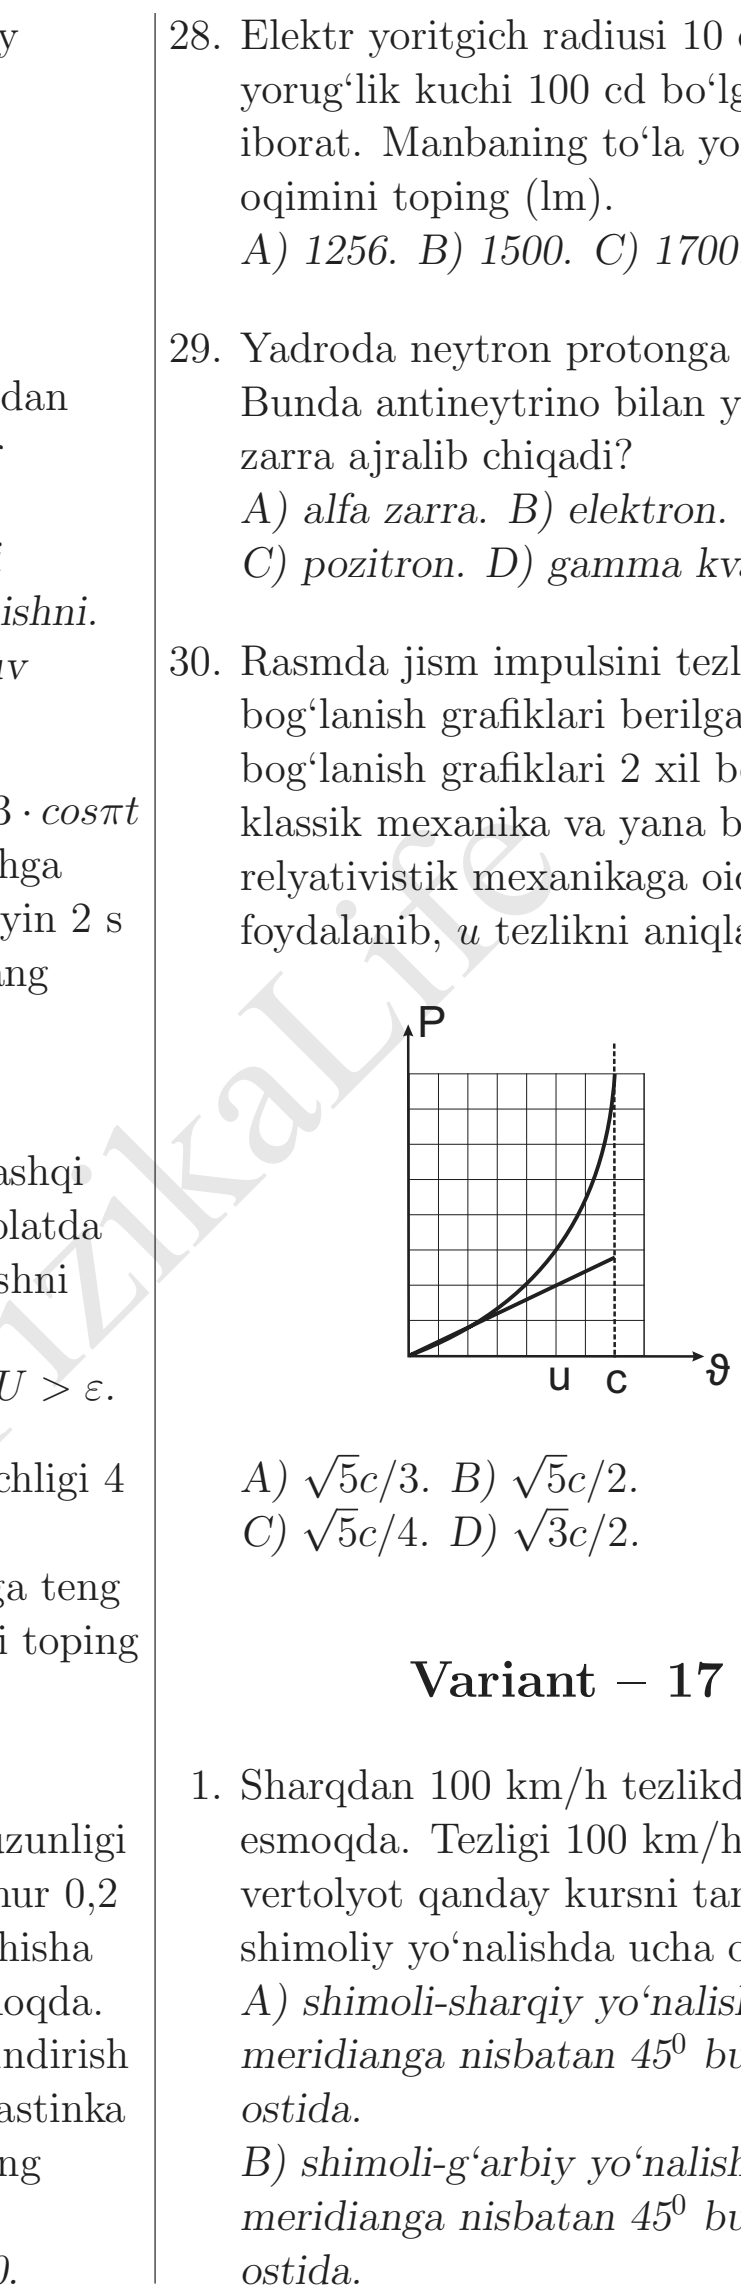 y
dan
ishni.
uv
3 · cosπt
hga
yin 2 s
ang
ashqi
olatda
shni
U > ε.
chligi 4
ga teng
i toping
uzunligi
nur 0,2
hisha
noqda.
ndirish
astinka
ng
0.
28. Elektr yoritgich radiusi 10
yorug‘lik kuchi 100 cd bo‘lg
iborat. Manbaning to‘la yo
oqimini toping (lm).
A) 1256. B) 1500. C) 1700
29. Yadroda neytron protonga
Bunda antineytrino bilan y
zarra ajralib chiqadi?
A) alfa zarra. B) elektron.
C) pozitron. D) gamma kva
30. Rasmda jism impulsini tezl
bog‘lanish grafiklari berilga
bog‘lanish grafiklari 2 xil b
klassik mexanika va yana b
relyativistik mexanikaga oid
foydalanib, u tezlikni aniqla
P
u c ϑ
A) √5c/3. B) √5c/2.
C) √5c/4. D) √3c/2.
Variant – 17
1. Sharqdan 100 km/h tezlikd
esmoqda. Tezligi 100 km/h
vertolyot qanday kursni tan
shimoliy yo‘nalishda ucha o
A) shimoli-sharqiy yo‘nalish
meridianga nisbatan 45⁰ bu
ostida.
B) shimoli-g‘arbiy yo‘nalish
meridianga nisbatan 45⁰ bu
ostida.
FizikaLife